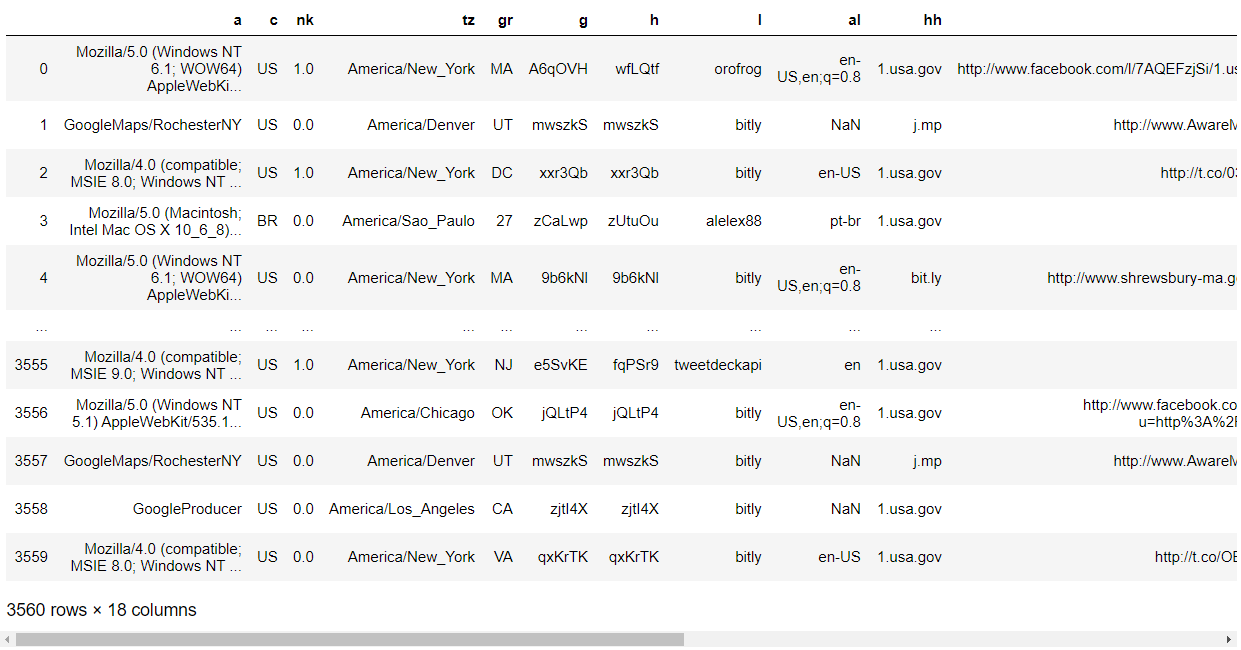 a c nk tz gr g h l al hh
0 Mozilla/5.0 (Windows NT 6.1; WOW64) AppleWebKi... US 1.0 America/New_York MA A6qOVH wfLQtf orofrog en-US,en;q=0.8 1.usa.gov http://www.facebook.com/l/7AQEFzjSi/1.us
1 GoogleMaps/RochesterNY US 0.0 America/Denver UT mwszkS mwszkS bitly NaN j.mp http://www.AwareM
2 Mozilla/4.0 (compatible; MSIE 8.0; Windows NT ... US 1.0 America/New_York DC xxr3Qb xxr3Qb bitly en-US 1.usa.gov http://t.co/03
3 Mozilla/5.0 (Macintosh; Intel Mac OS X 10_6_8)... BR 0.0 America/Sao_Paulo 27 zCaLwp zUtuOu alelex88 pt-br 1.usa.gov
4 Mozilla/5.0 (Windows NT 6.1; WOW64) AppleWebKi... US 0.0 America/New_York MA 9b6kNl 9b6kNl bitly en-US,en;q=0.8 bit.ly http://www.shrewsbury-ma.g
... ... ... ... ... ... ... ... ... ... ...
3555 Mozilla/4.0 (compatible; MSIE 9.0; Windows NT ... US 1.0 America/New_York NJ e5SvKE fqPSr9 tweetdeckapi en 1.usa.gov
3556 Mozilla/5.0 (Windows NT 5.1) AppleWebKit/535.1... US 0.0 America/Chicago OK jQLtP4 jQLtP4 bitly en-US,en;q=0.8 1.usa.gov http://www.facebook.co u=http%3A%2F
3557 GoogleMaps/RochesterNY US 0.0 America/Denver UT mwszkS mwszkS bitly NaN j.mp http://www.AwareM
3558 GoogleProducer US 0.0 America/Los_Angeles CA zjtI4X zjtI4X bitly NaN 1.usa.gov
3559 Mozilla/4.0 (compatible; MSIE 8.0; Windows NT ... US 0.0 America/New_York VA qxKrTK qxKrTK bitly en-US 1.usa.gov http://t.co/OE
3560 rows × 18 columns